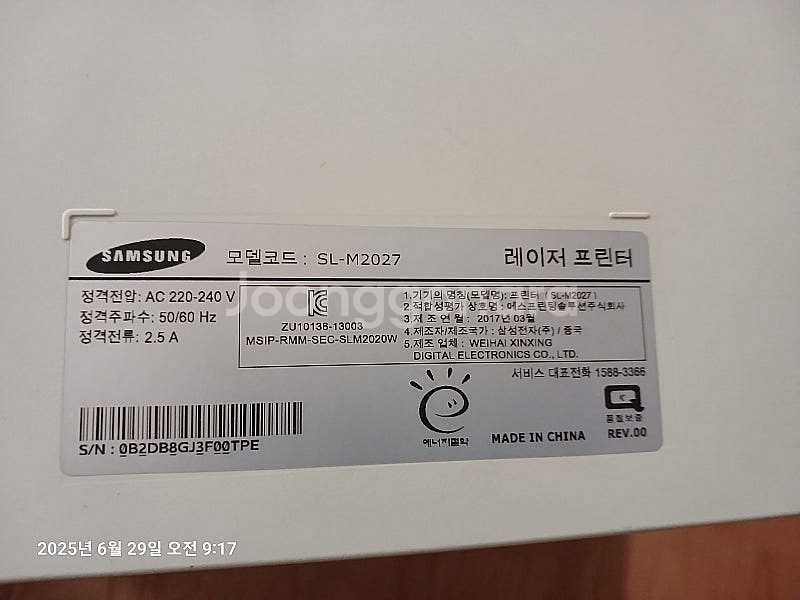 SAMSUNG 모델코드 : SL-M2027 레이저 프린터
정격전압: AC 220-240 V
정격주파수: 50/60 Hz
정격전류: 2.5 A
ZU10138-13003
MSIP-RMM-SEC-SLM2020W
1.기기의 명칭(모델명): 프린터 ( SL-M2027 )
2.적합성평가 상호명 : 에스프린팅솔루션주식회사
3.제 조 연 월 : 2017년 03월
4.제조자/제조국가 : 삼성전자(주) / 중국
5.제조 업체 : WEIHAI XINXING
DIGITAL ELECTRONICS CO., LTD.
서비스 대표전화 1588-3366
에너지절약
품질보증
MADE IN CHINA REV.00
S/N : 0B2DB8GJ3F00TPE
2025년 6월 29일 오전 9:17